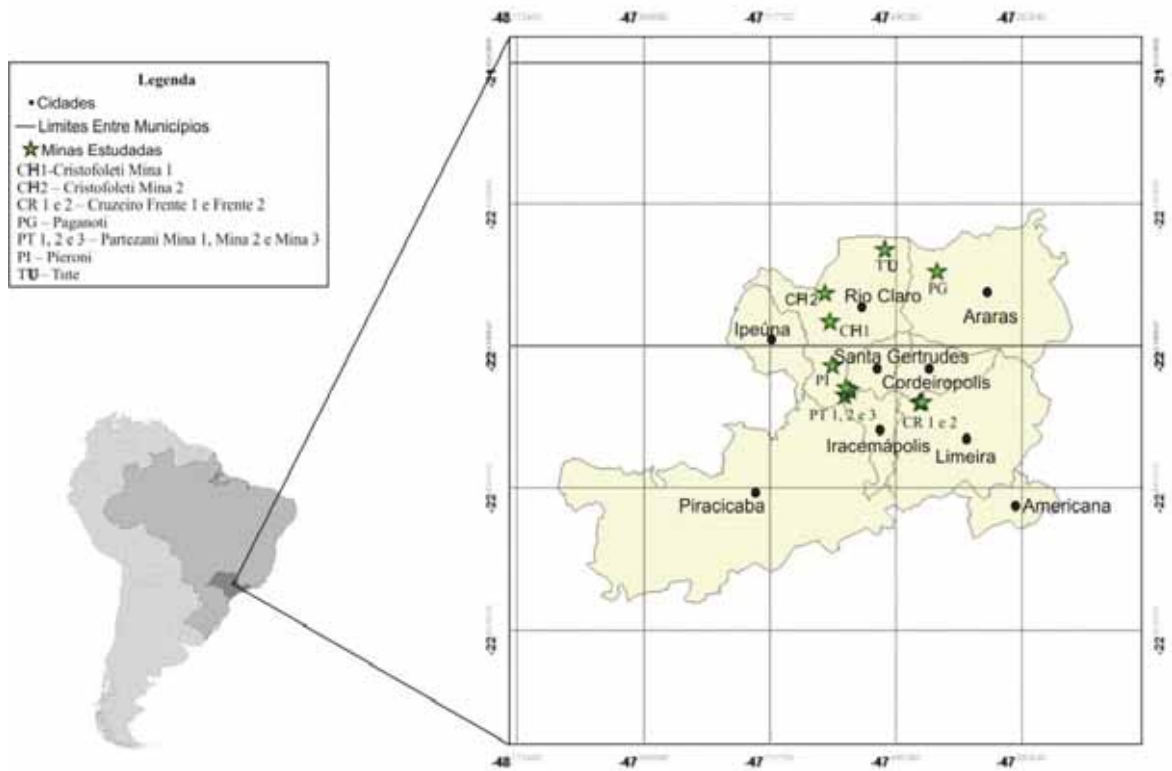 -48 -47 -47 -47 -47
-21 -21
Legenda
Cidades
Limites Entre Municípios
Minas Estudadas
CH1-Cristofoleti Mina 1
CH2 – Cristofoleti Mina 2
CR 1 e 2 – Cruzeiro Frente 1 e Frente 2
PG – Paganoti
PT 1, 2 e 3 – Partezani Mina 1, Mina 2 e Mina 3
PI – Pieroni
TU – Tute
-22 -22
TU
PG
CH2
Rio Claro
Araras
Ipeúna
CH1
-22 -22
Santa Gertrudes
PI
Cordeiropolis
PT 1, 2 e 3
CR 1 e 2
Iracemápolis
Limeira
-22 -22
Piracicaba
Americana
-22 -22
-48 -47 -47 -47 -47